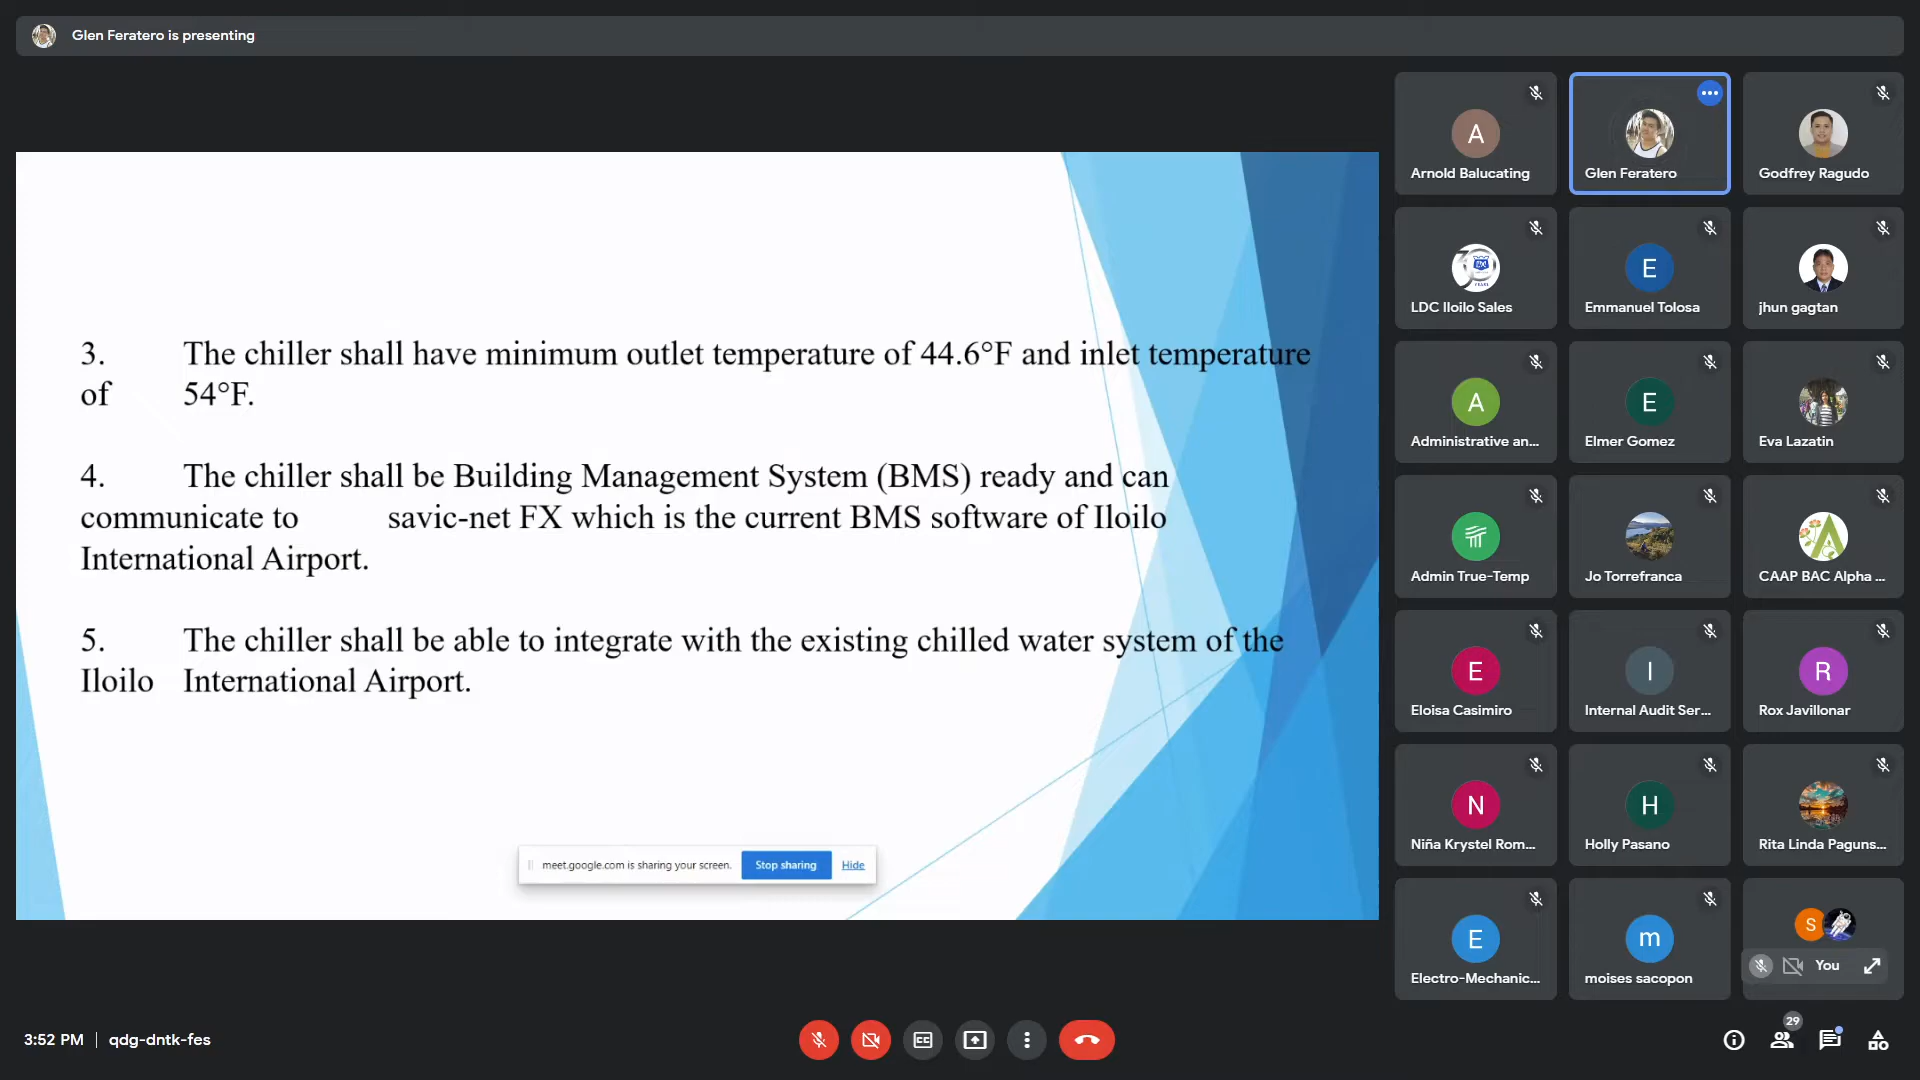 Glen Feratero is presenting
3. The chiller shall have minimum outlet temperature of 44.6°F and inlet temperature
of 54°F.
4. The chiller shall be Building Management System (BMS) ready and can
communicate to savic-net FX which is the current BMS software of Iloilo
International Airport.
5. The chiller shall be able to integrate with the existing chilled water system of the
Iloilo International Airport.
meet.google.com is sharing your screen. Stop sharing Hide
A
Arnold Balucating
Glen Feratero
Godfrey Ragudo
LDC Iloilo Sales
E
Emmanuel Tolosa
jhun gagtan
A
Administrative an...
E
Elmer Gomez
Eva Lazatin
Admin True-Temp
Jo Torrefranca
CAAP BAC Alpha ...
E
Eloisa Casimiro
I
Internal Audit Ser...
R
Rox Javillonar
N
Niña Krystel Rom...
H
Holly Pasano
Rita Linda Paguns...
E
Electro-Mechanic...
m
moises sacopon
S
You
3:52 PM | qdg-dntk-fes
29